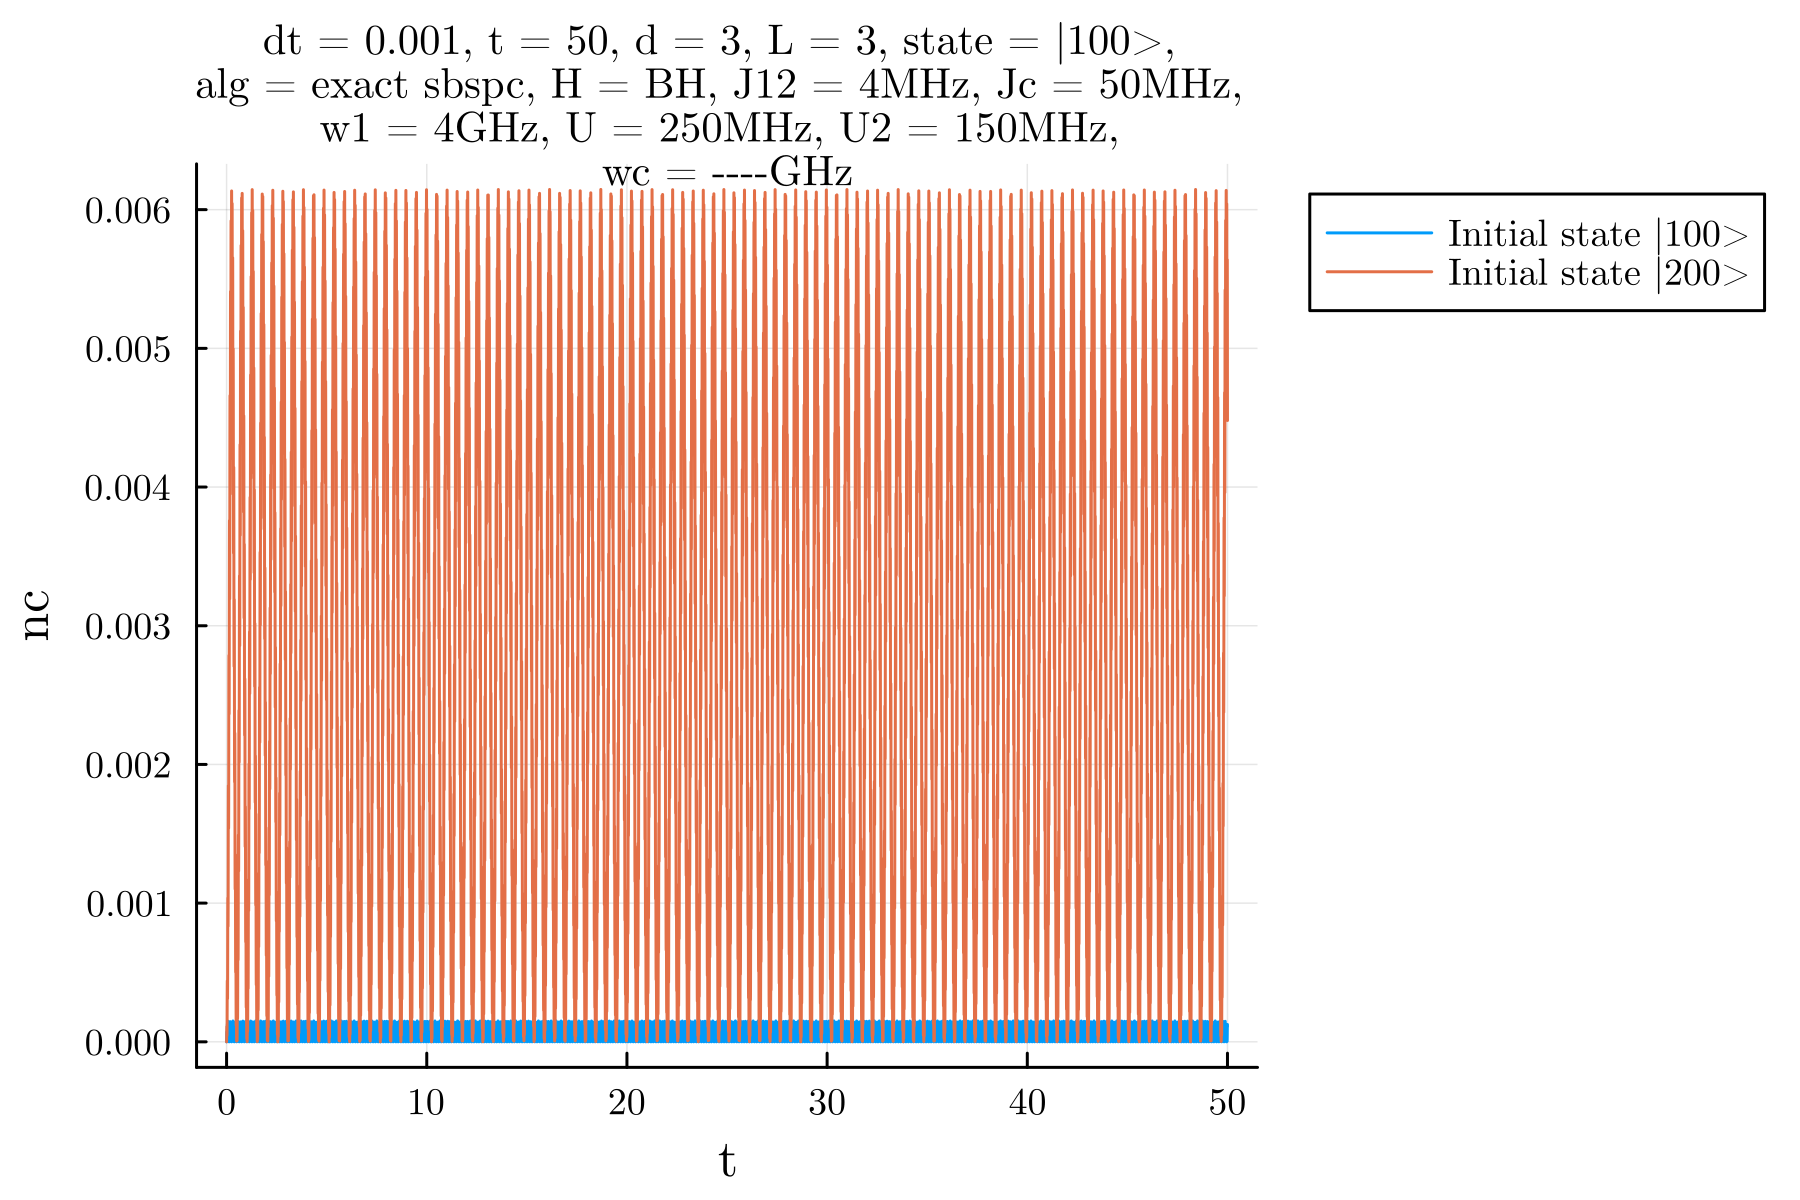 dt = 0.001, t = 50, d = 3, L = 3, state = |100>,
alg = exact sbspc, H = BH, J12 = 4MHz, Jc = 50MHz,
w1 = 4GHz, U = 250MHz, U2 = 150MHz,
wc = ----GHz
Initial state |100>
Initial state |200>
0.006
0.005
0.004
0.003
0.002
0.001
0.000
nc
0 10 20 30 40 50
t